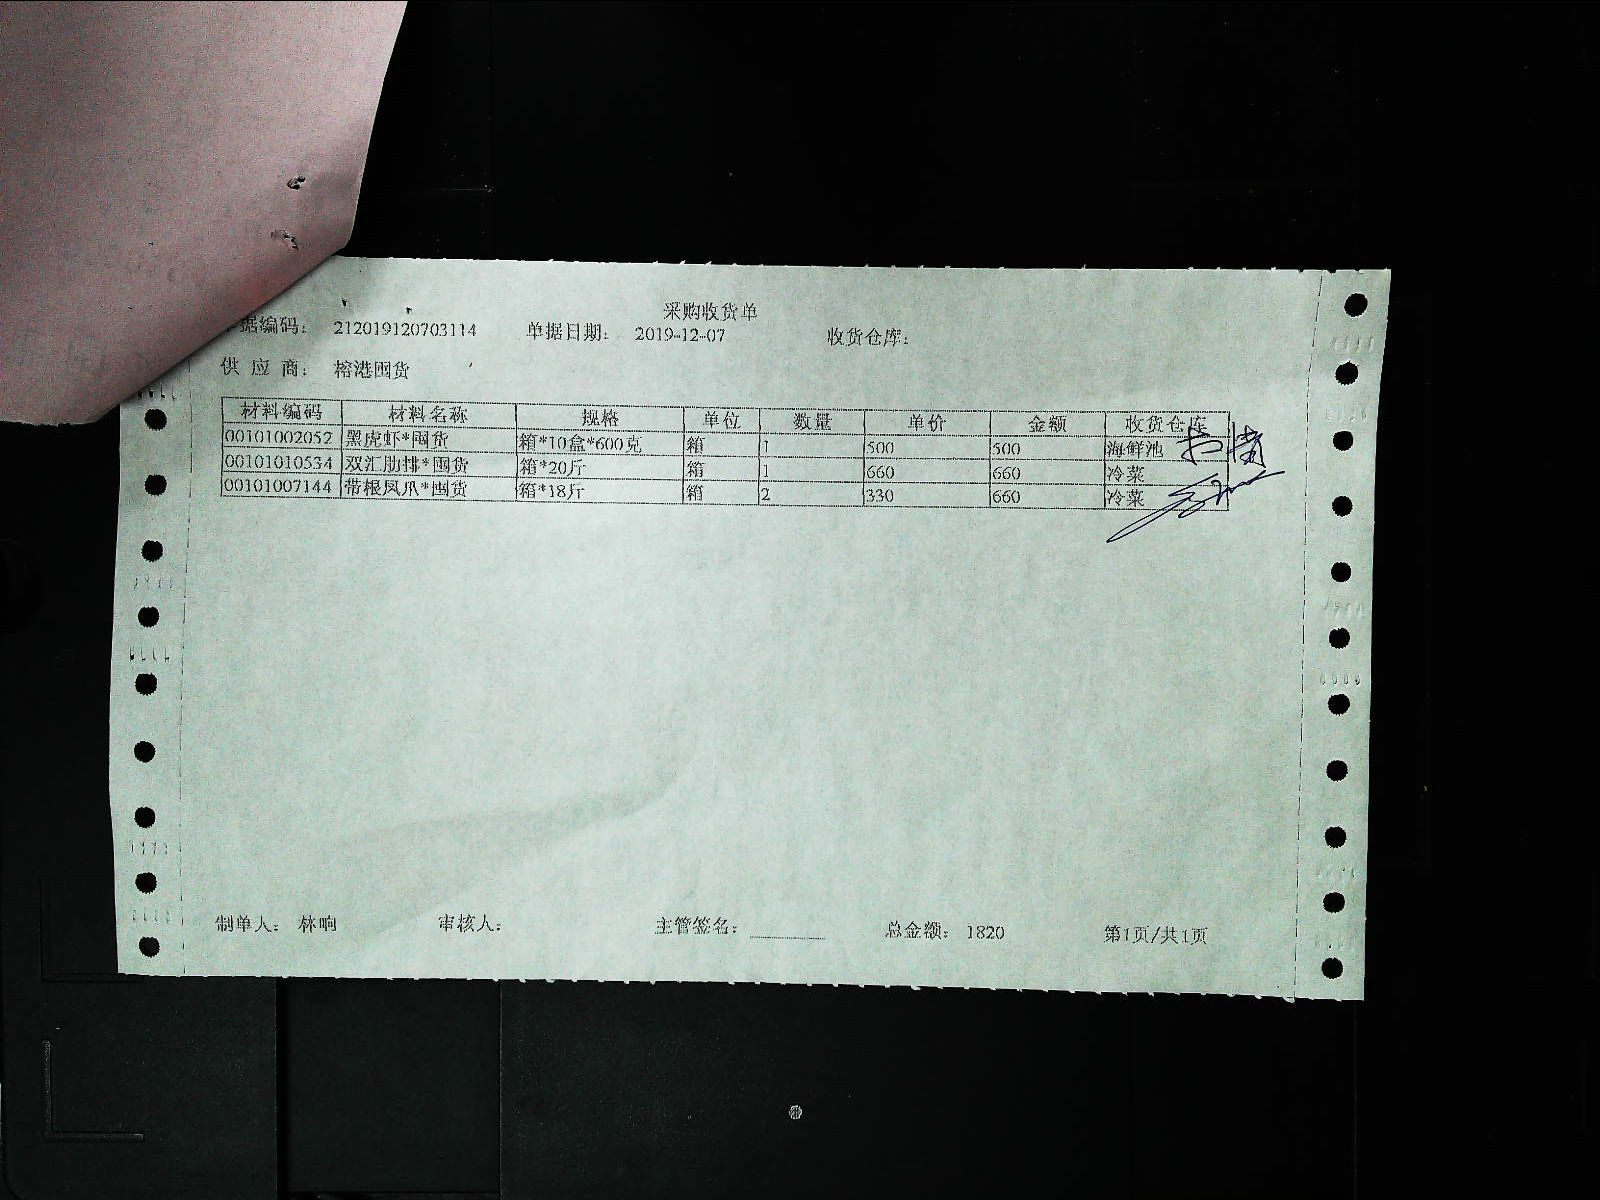 采购收货单
据编码： 212019120703114 单据日期： 2019-12-07 收货仓库：
供 应 商： 榕港囤货
材料编码 材料名称 规格 单位 数量 单价 金额 收货仓库
00101002052 黑虎虾*囤货 箱*10盒*600克 箱 1 500 500 海鲜池
00101010534 双汇肋排*囤货 箱*20斤 箱 1 660 660 冷菜
00101007144 带根凤爪*囤货 箱*18斤 箱 2 330 660 冷菜
制单人： 林响 审核人： 主管签名： 总金额： 1820 第1页/共1页